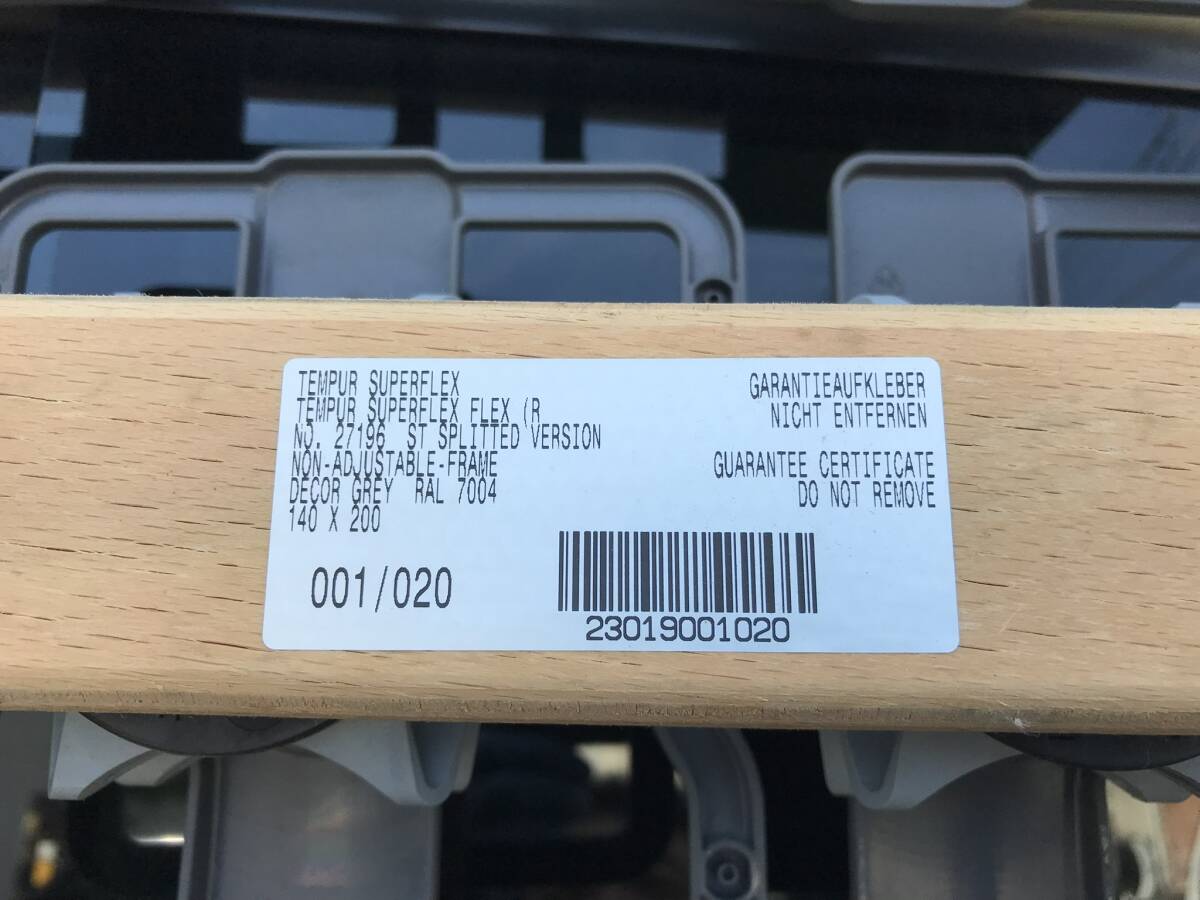 TEMPUR SUPERFLEX
TEMPUR SUPERFLEX FLEX (R
NO. 27196 ST SPLITTED VERSION
NON-ADJUSTABLE-FRAME
DECOR GREY RAL 7004
140 X 200
001/020
GARANTIEAUFKLEBER
NICHT ENTFERNEN
GUARANTEE CERTIFICATE
DO NOT REMOVE
23019001020